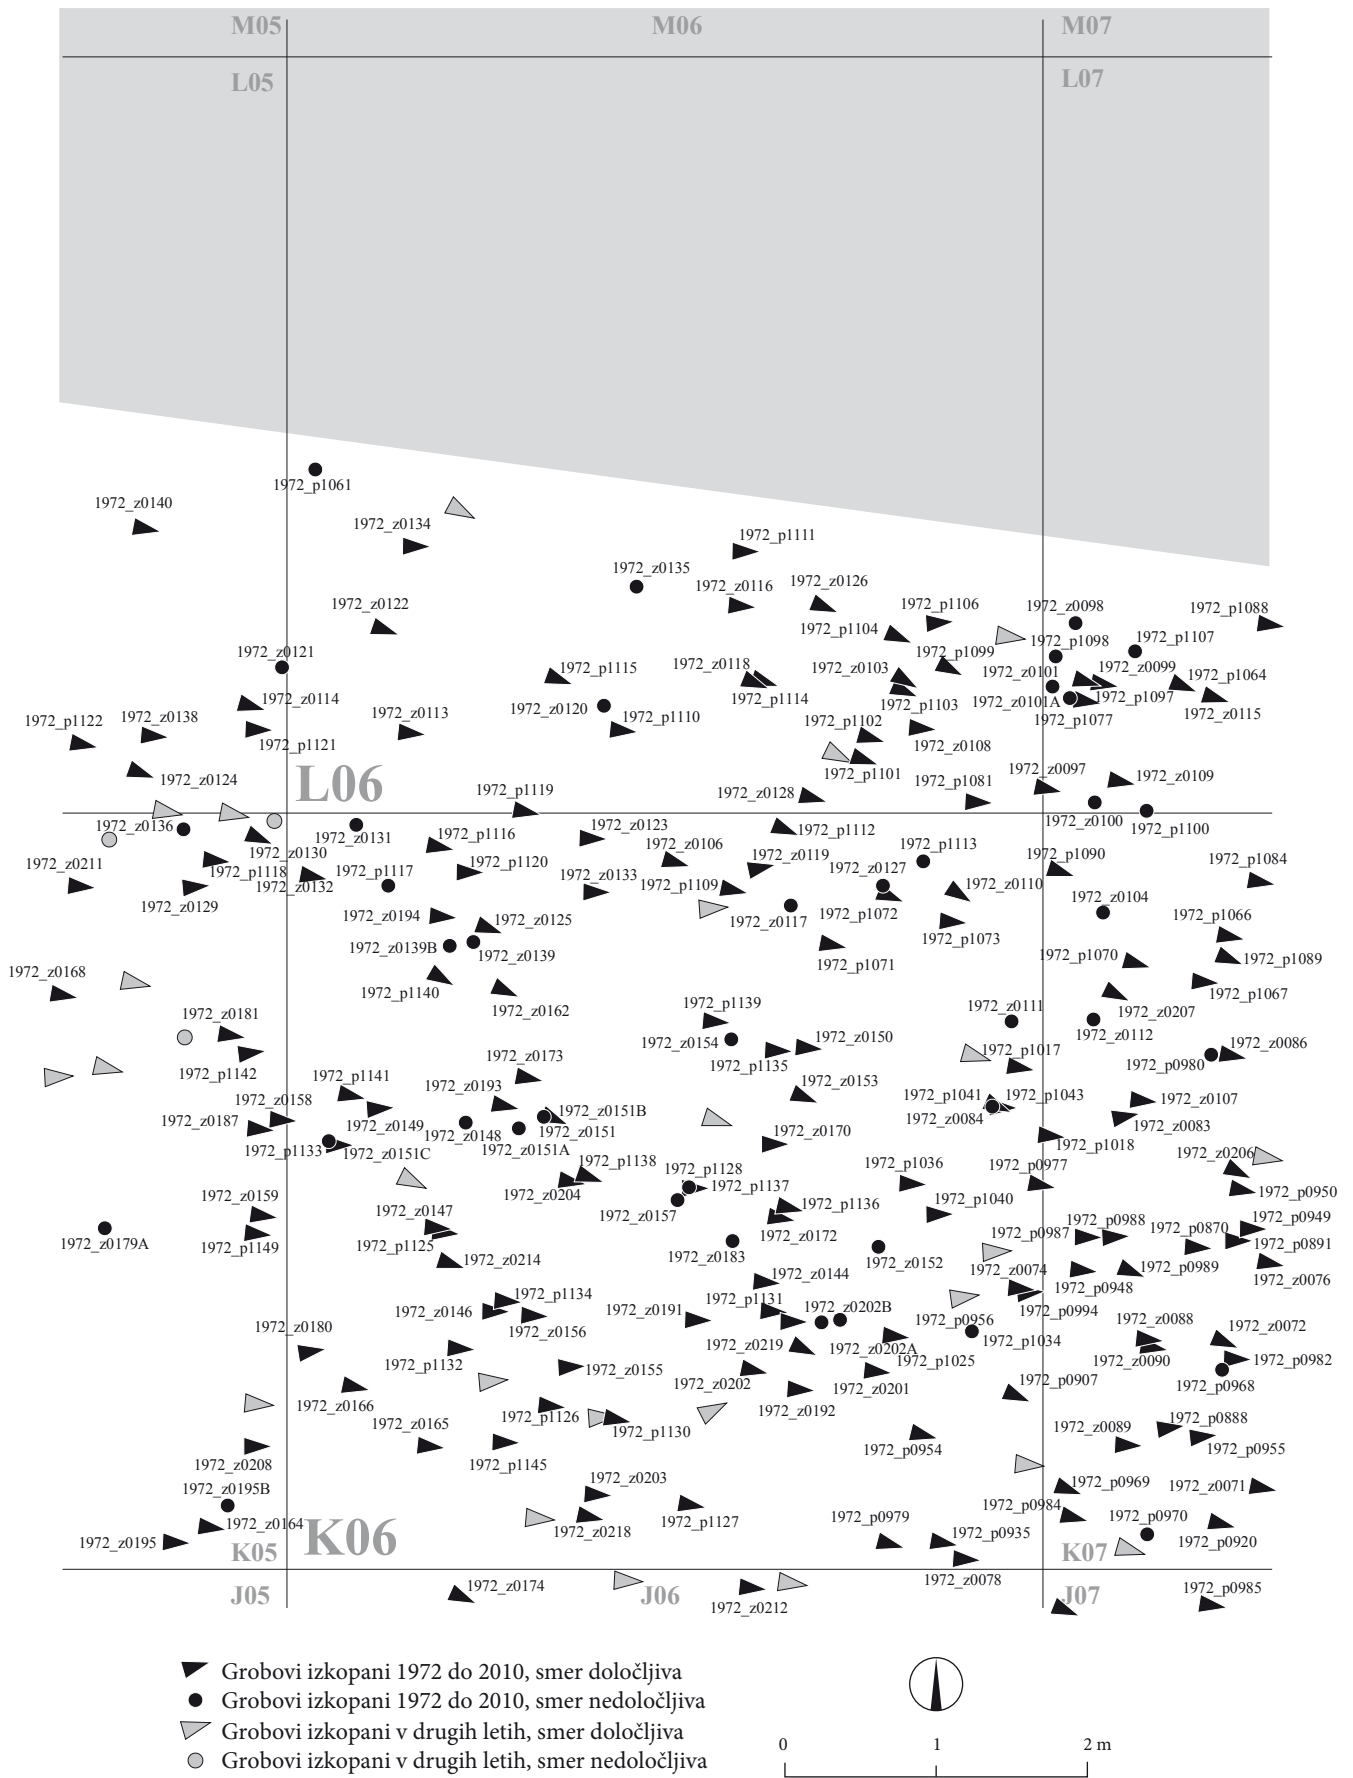 M05
M06
M07
L05
L07
1972_p1061
1972_z0140
1972_z0134
1972_p1111
1972_z0135
1972_z0116
1972_z0126
1972_z0122
1972_p1106
1972_z0098
1972_p1088
1972_p1104
1972_p1098
1972_p1107
1972_z0121
1972_p1099
1972_p1115
1972_z0118
1972_z0103
1972_z0101
1972_z0099
1972_p1064
1972_z0114
1972_p1114
1972_z0120
1972_p1103
1972_z0101A
1972_p1097
1972_z0115
1972_p1122
1972_z0138
1972_z0113
1972_p1110
1972_p1102
1972_p1077
1972_p1121
1972_z0108
1972_z0124
L06
1972_p1101
1972_z0097
1972_z0109
1972_p1119
1972_z0128
1972_p1081
1972_z0136
1972_z0131
1972_p1116
1972_z0123
1972_p1112
1972_z0100
1972_p1100
1972_z0106
1972_p1113
1972_z0130
1972_z0119
1972_p1090
1972_z0211
1972_p1118
1972_p1117
1972_p1120
1972_z0127
1972_p1084
1972_z0132
1972_z0133
1972_p1109
1972_z0110
1972_z0129
1972_z0104
1972_z0194
1972_z0125
1972_z0117
1972_p1072
1972_p1066
1972_p1073
1972_z0139B
1972_z0139
1972_p1070
1972_p1089
1972_z0168
1972_p1071
1972_p1140
1972_p1067
1972_z0162
1972_p1139
1972_z0111
1972_z0207
1972_z0181
1972_z0154
1972_z0150
1972_z0112
1972_z0086
1972_z0173
1972_p1135
1972_p1017
1972_p1142
1972_p1141
1972_p0980
1972_z0193
1972_z0153
1972_p1041
1972_p1043
1972_z0107
1972_z0158
1972_z0151B
1972_z0187
1972_z0149
1972_z0148
1972_z0151
1972_z0084
1972_z0083
1972_z0170
1972_p1018
1972_p1133
1972_z0151C
1972_z0151A
1972_p1138
1972_p1128
1972_p1036
1972_p0977
1972_z0206
1972_z0159
1972_z0204
1972_p1137
1972_p0950
1972_p1136
1972_p1040
1972_z0147
1972_z0157
1972_z0179A
1972_p1149
1972_p1125
1972_z0172
1972_p0987
1972_p0988
1972_p0870
1972_p0949
1972_p0891
1972_z0183
1972_z0152
1972_z0214
1972_z0144
1972_z0074
1972_p0989
1972_z0076
1972_p0948
1972_p1134
1972_p1131
1972_z0146
1972_z0191
1972_z0202B
1972_p0956
1972_p0994
1972_z0180
1972_z0156
1972_z0088
1972_z0072
1972_z0219
1972_z0202A
1972_p1034
1972_p1132
1972_z0155
1972_p1025
1972_z0090
1972_p0982
1972_z0202
1972_z0201
1972_p0907
1972_p0968
1972_z0166
1972_z0192
1972_z0165
1972_p1126
1972_p1130
1972_z0089
1972_p0888
1972_p0954
1972_p0955
1972_z0208
1972_p1145
1972_z0203
1972_p0969
1972_z0071
1972_z0195B
1972_p0984
1972_p0979
1972_p0970
1972_z0164
1972_p1127
1972_z0218
1972_p0935
1972_z0195
K05
K06
K07
1972_p0920
1972_z0078
J05
1972_z0174
J06
1972_z0212
J07
1972_p0985
Grobovi izkopani 1972 do 2010, smer določljiva
Grobovi izkopani 1972 do 2010, smer nedoločljiva
Grobovi izkopani v drugih letih, smer določljiva
Grobovi izkopani v drugih letih, smer nedoločljiva
0 1 2 m